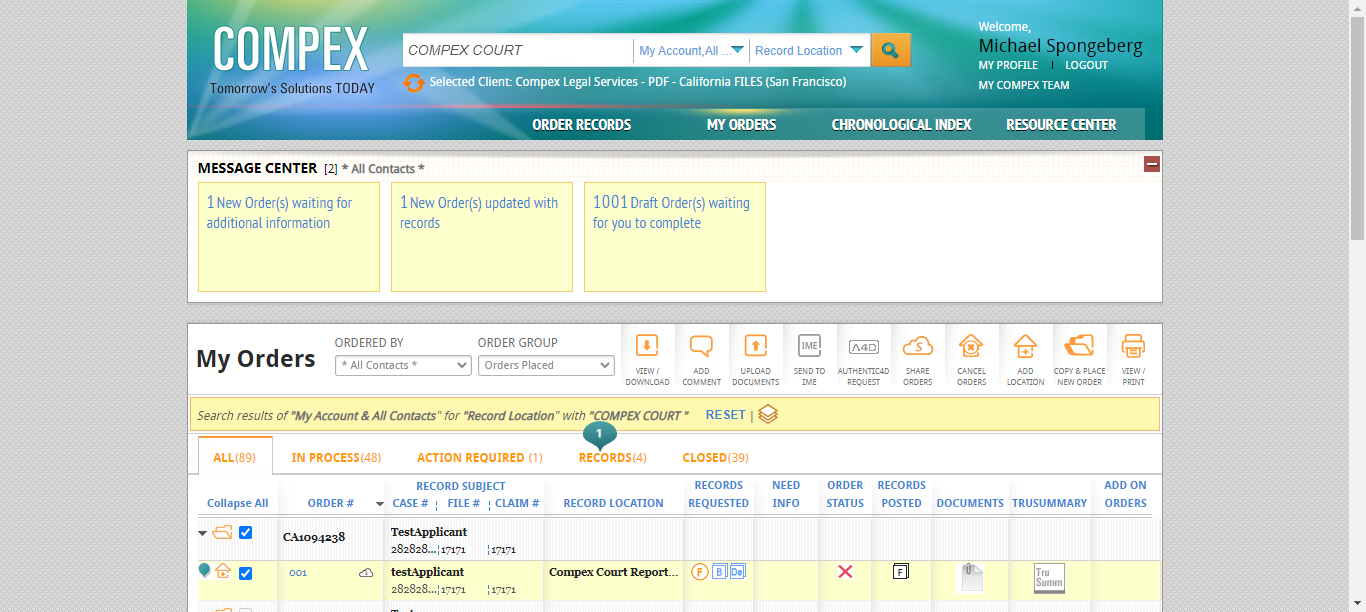 COMPEX
Tomorrow's Solutions TODAY
COMPEX COURT
My Account,All ...
Record Location
Selected Client: Compex Legal Services - PDF - California FILES (San Francisco)
Welcome,
Michael Spongeberg
MY PROFILE | LOGOUT
MY COMPEX TEAM
ORDER RECORDS
MY ORDERS
CHRONOLOGICAL INDEX
RESOURCE CENTER
MESSAGE CENTER [2] * All Contacts *
1 New Order(s) waiting for
additional information
1 New Order(s) updated with
records
1001 Draft Order(s) waiting
for you to complete
My Orders
ORDERED BY
* All Contacts *
ORDER GROUP
Orders Placed
VIEW /
DOWNLOAD
ADD
COMMENT
UPLOAD
DOCUMENTS
IME
SEND TO
IME
A4D
AUTHENTIC4D
REQUEST
S
SHARE
ORDERS
CANCEL
ORDERS
ADD
LOCATION
COPY & PLACE
NEW ORDER
VIEW /
PRINT
Search results of "My Account & All Contacts" for "Record Location" with "COMPEX COURT " RESET |
1
ALL(89)
IN PROCESS(48)
ACTION REQUIRED (1)
RECORDS(4)
CLOSED(39)
Collapse All
ORDER #
RECORD SUBJECT
CASE # ¦ FILE # ¦ CLAIM #
RECORD LOCATION
RECORDS
REQUESTED
NEED
INFO
ORDER
STATUS
RECORDS
POSTED
DOCUMENTS
TRUSUMMARY
ADD ON
ORDERS
CA1094238
TestApplicant
282828...¦17171 ¦17171
001
testApplicant
282828...¦17171 ¦17171
Compex Court Report...
F B De
F
Tru
Summ